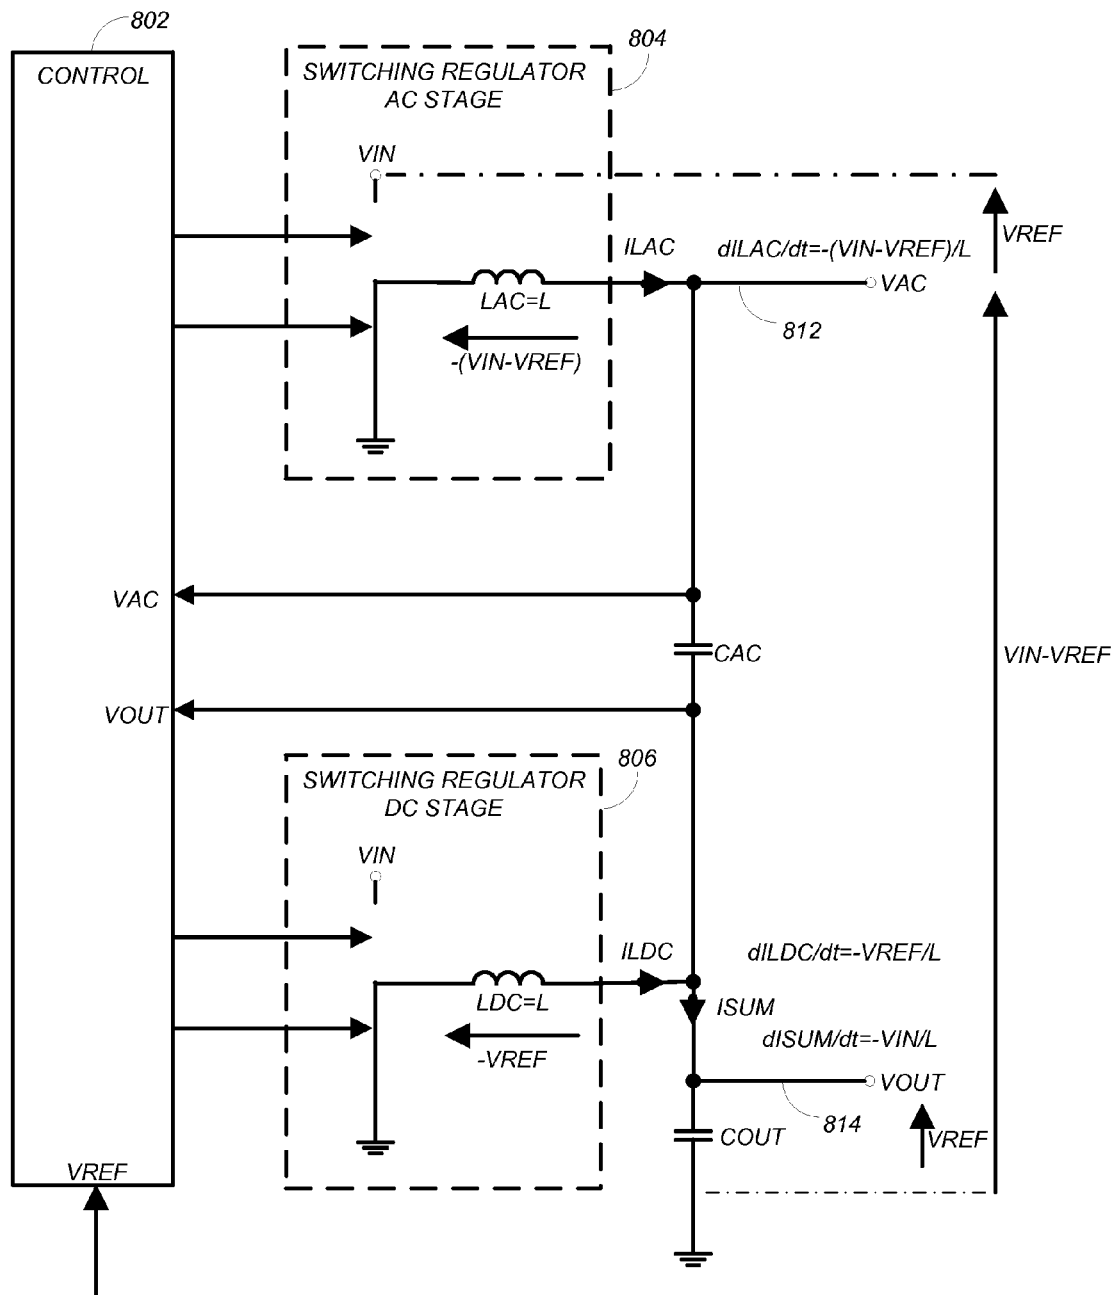 802
CONTROL
804
SWITCHING REGULATOR
AC STAGE
VIN
VREF
ILAC
dILAC/dt=-(VIN-VREF)/L
VAC
LAC=L
812
-(VIN-VREF)
VAC
CAC
VIN-VREF
VOUT
806
SWITCHING REGULATOR
DC STAGE
VIN
ILDC
dILDC/dt=-VREF/L
LDC=L
ISUM
dISUM/dt=-VIN/L
-VREF
VOUT
814
COUT
VREF
VREF